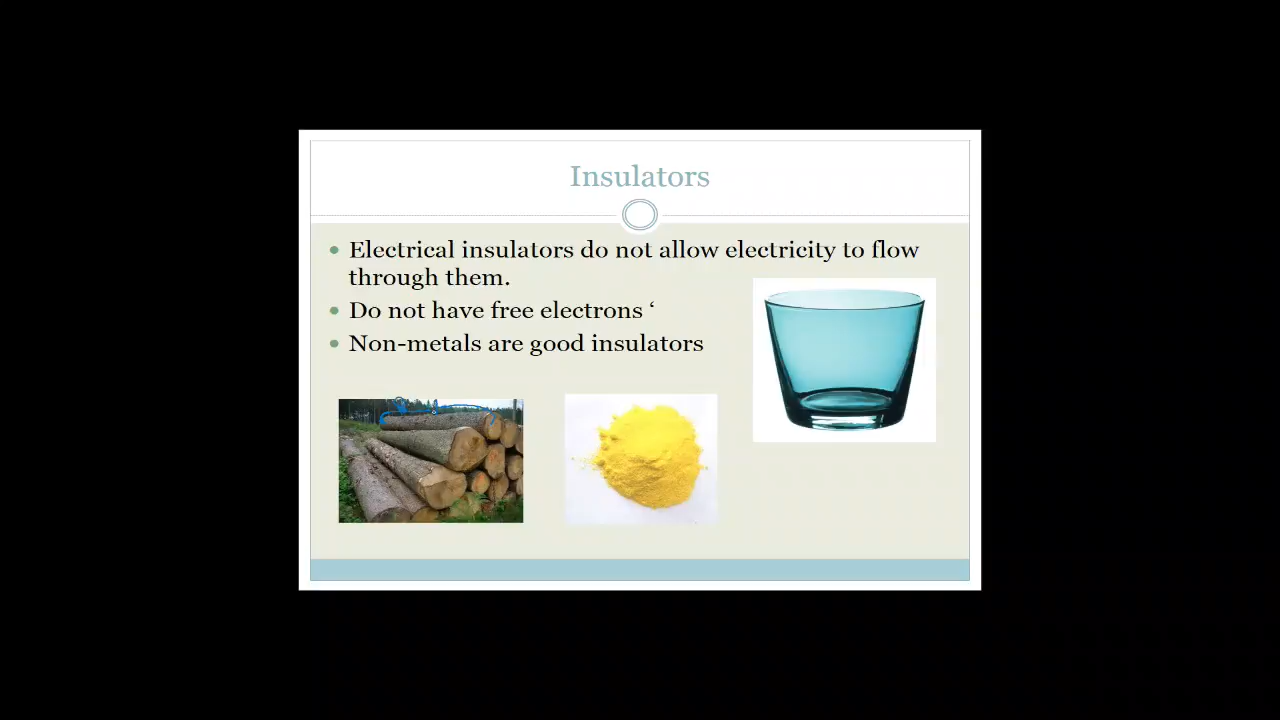 Insulators
Electrical insulators do not allow electricity to flow
through them.
Do not have free electrons ‘
Non-metals are good insulators